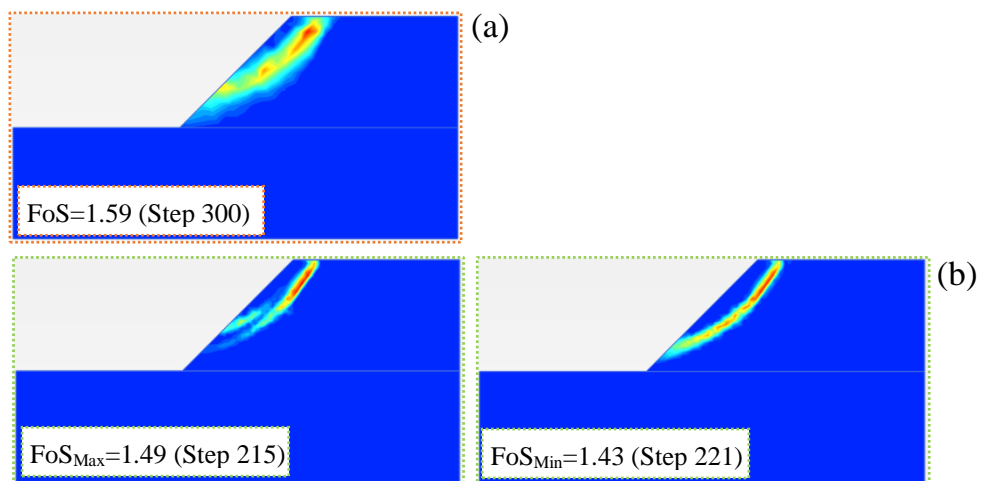 (a)
FoS=1.59 (Step 300)
(b)
FoSMax=1.49 (Step 215)
FoSMin=1.43 (Step 221)